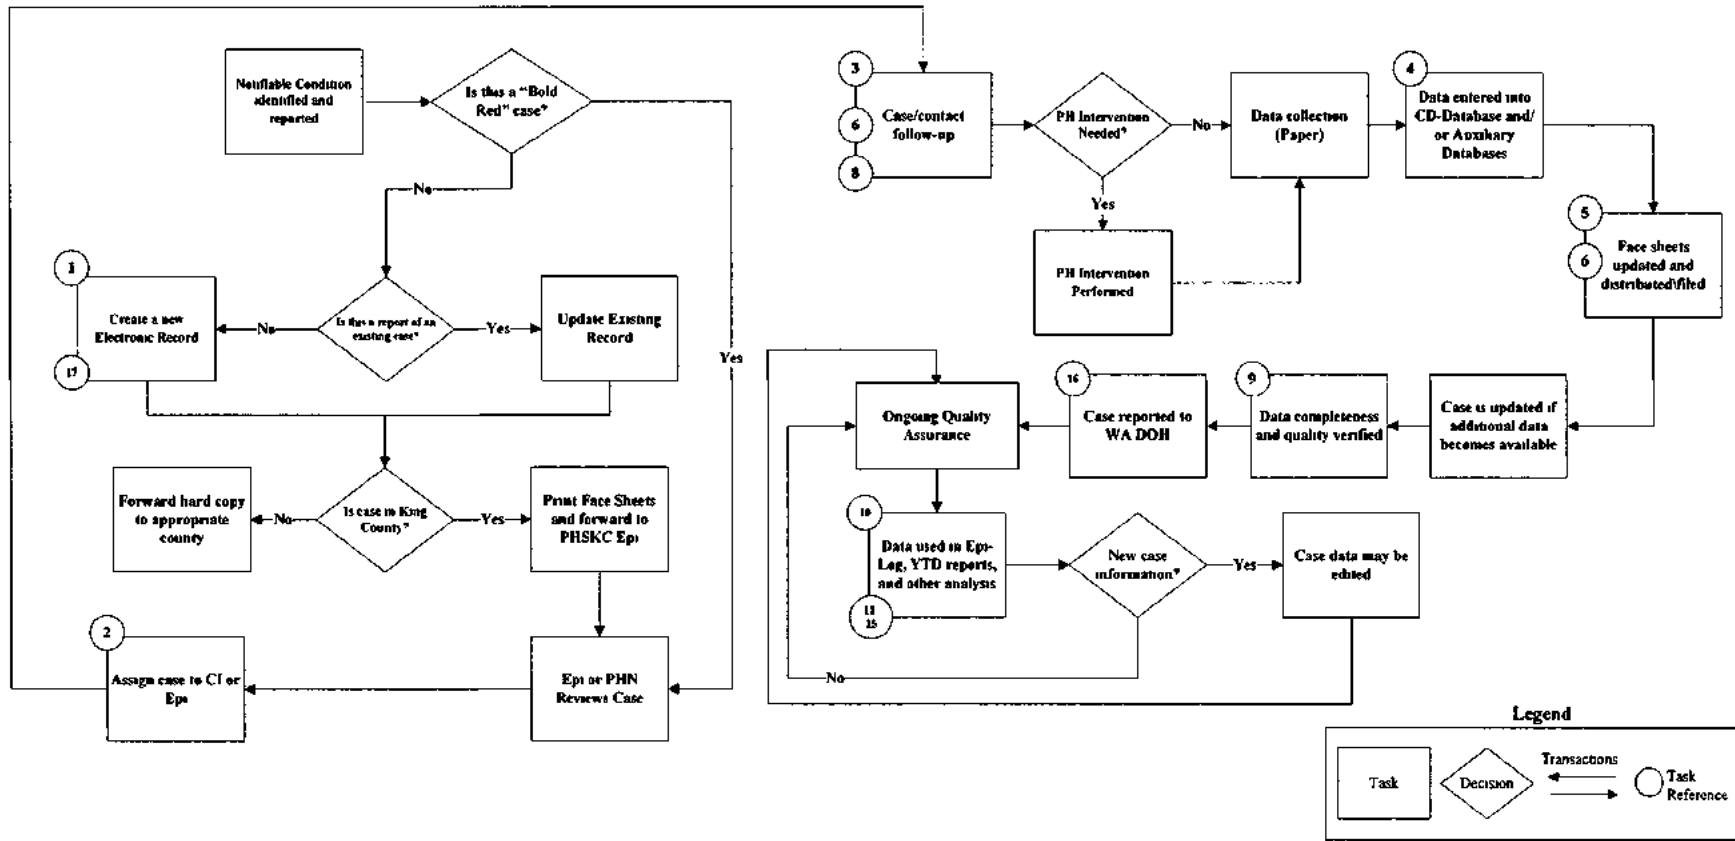 Notifiable Condition
identified and
reported
Is this a "Bold
Red" case?
No
Yes
1
Create a new
Electronic Record
17
No
Is this a report of an
existing case?
Yes
Update Existing
Record
Forward hard copy
to appropriate
county
No
Is case in King
County?
Yes
Print Face Sheets
and forward to
PHSKC Epi
2
Assign case to CI or
Epi
Epi or PHN
Reviews Case
3
6
8
Case/contact
follow-up
PH Intervention
Needed?
No
Yes
PH Intervention
Performed
Data collection
(Paper)
4
Data entered into
CD-Database and/
or Auxiliary
Databases
5
6
Face sheets
updated and
distributed\filed
Case is updated if
additional data
becomes available
9
Data completeness
and quality verified
16
Case reported to
WA DOH
Ongoing Quality
Assurance
10
Data used in Epi-
Log, YTD reports,
and other analysis
15
New case
information?
Yes
No
Case data may be
edited
Legend
Task
Decision
Transactions
Task
Reference